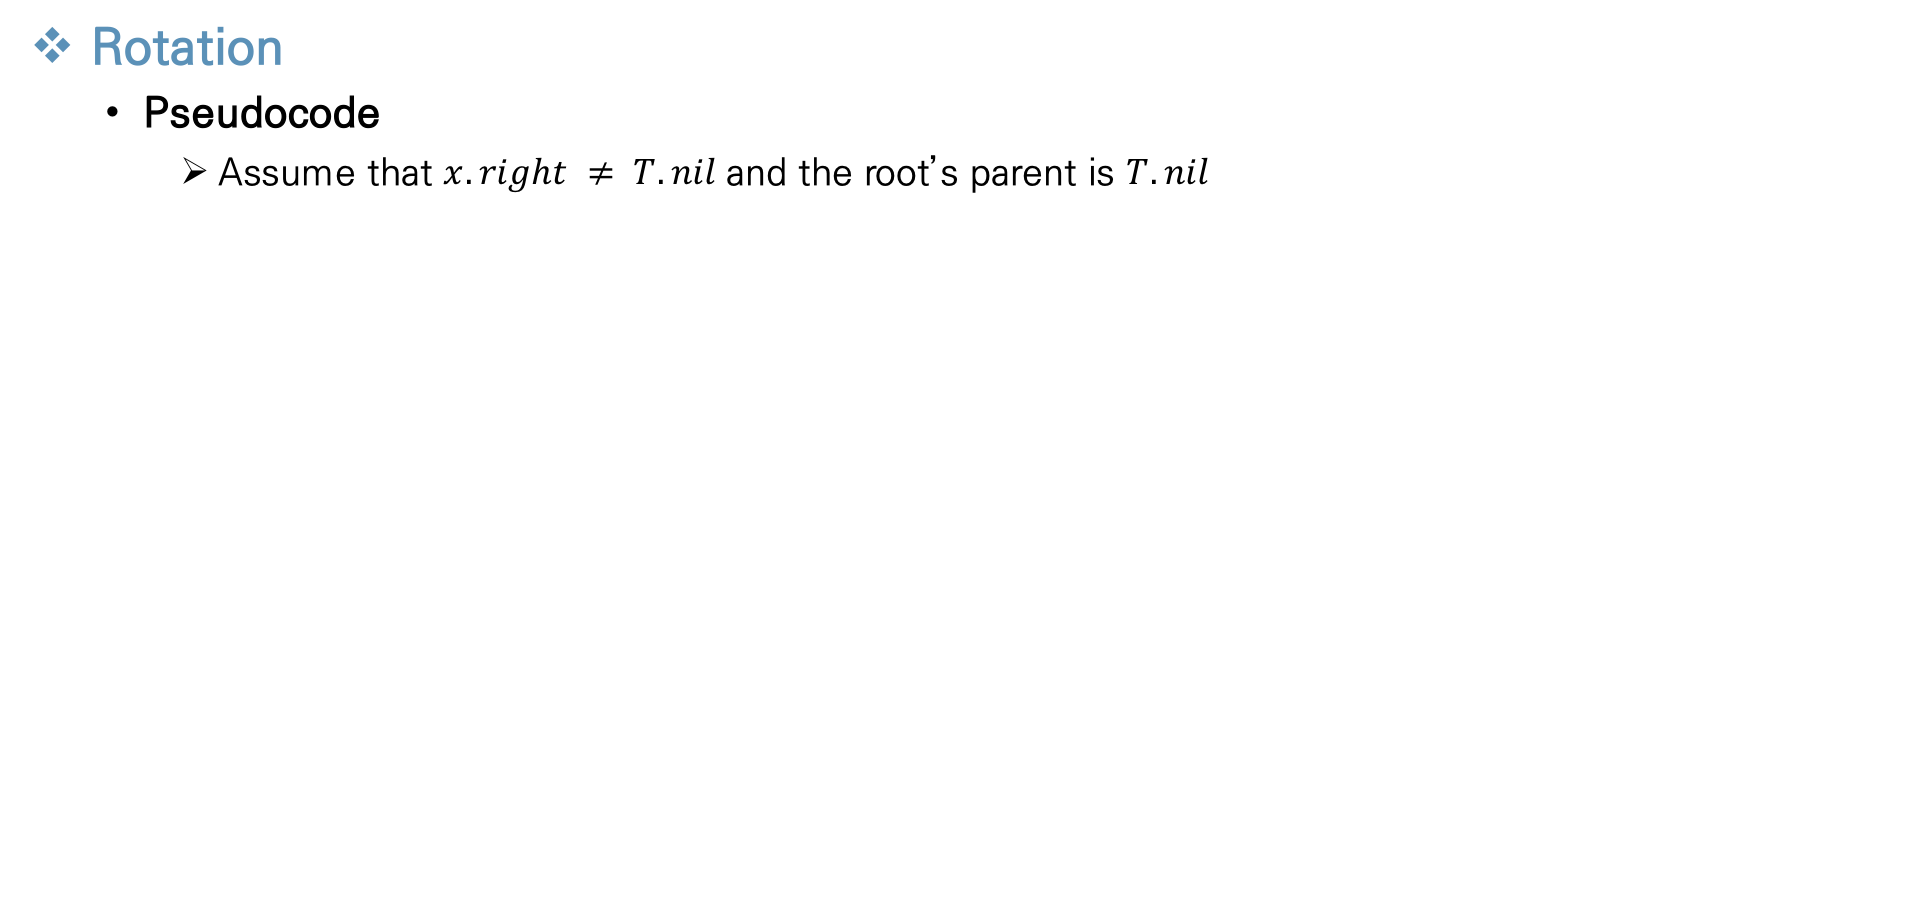 ❖ Rotation
• Pseudocode
➢ Assume that x.right ≠ T.nil and the root’s parent is T.nil